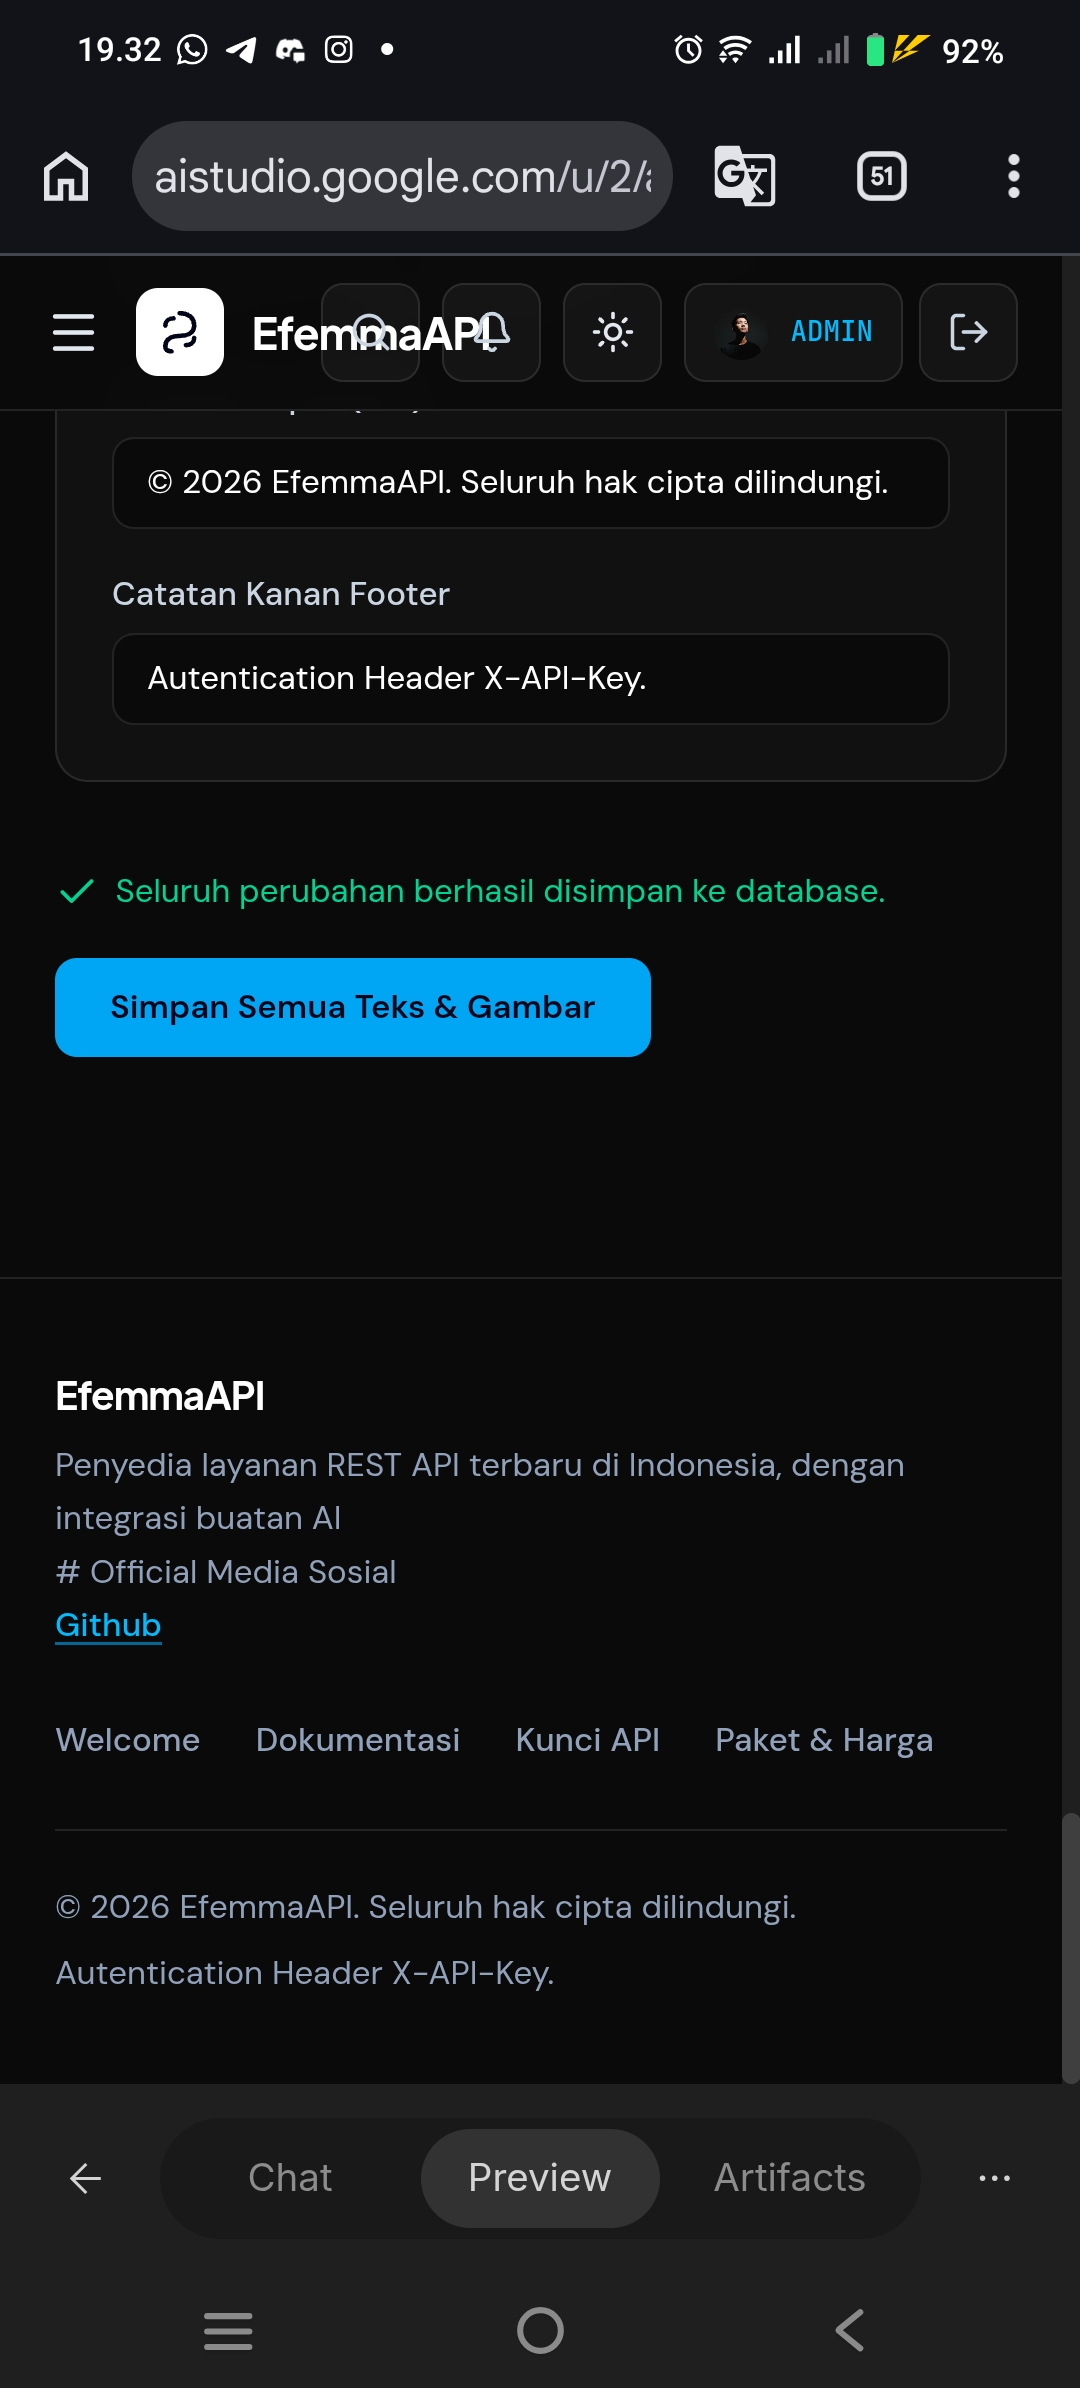 19.32
92%
aistudio.google.com/u/2/
51
EfemmaAPI
ADMIN
© 2026 EfemmaAPI. Seluruh hak cipta dilindungi.
Catatan Kanan Footer
Autentication Header X-API-Key.
Seluruh perubahan berhasil disimpan ke database.
Simpan Semua Teks & Gambar
EfemmaAPI
Penyedia layanan REST API terbaru di Indonesia, dengan
integrasi buatan AI
# Official Media Sosial
Github
Welcome Dokumentasi Kunci API Paket & Harga
© 2026 EfemmaAPI. Seluruh hak cipta dilindungi.
Autentication Header X-API-Key.
Chat Preview Artifacts